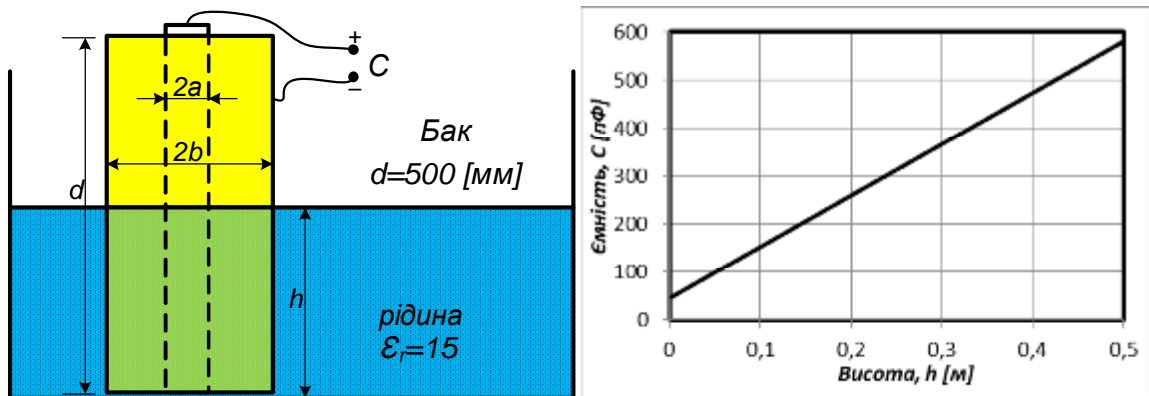 +
C
–
2a
2b
d
Бак
d=500 [мм]
h
рідина
Ɛr=15
600
500
400
300
200
100
0
Ємність, C [пФ]
0 0,1 0,2 0,3 0,4 0,5
Висота, h [м]